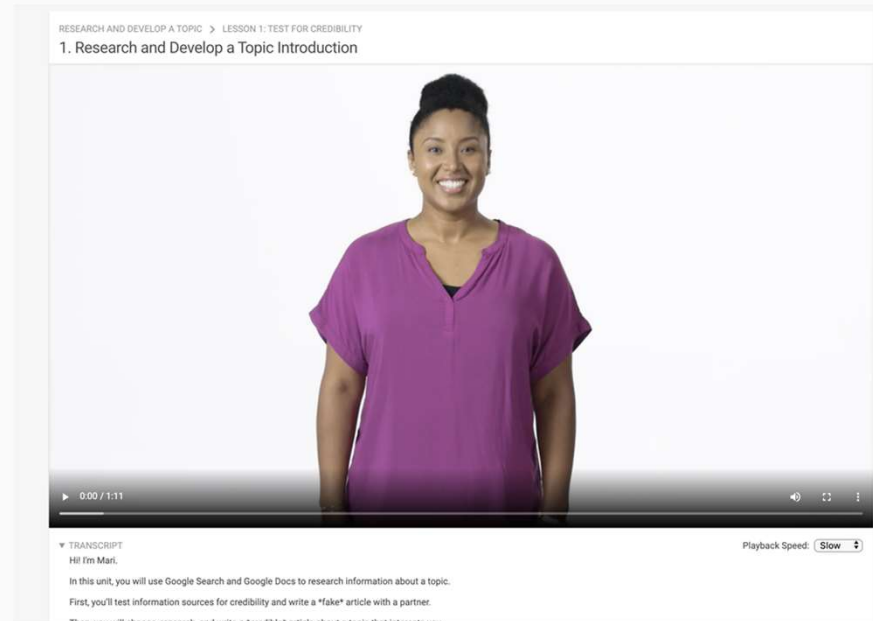 RESEARCH AND DEVELOP A TOPIC > LESSON 1: TEST FOR CREDIBILITY
1. Research and Develop a Topic Introduction
0:00 / 1:11
▼ TRANSCRIPT
Playback Speed: Slow
Hi! I'm Mari.
In this unit, you will use Google Search and Google Docs to research information about a topic.
First, you'll test information sources for credibility and write a *fake* article with a partner.